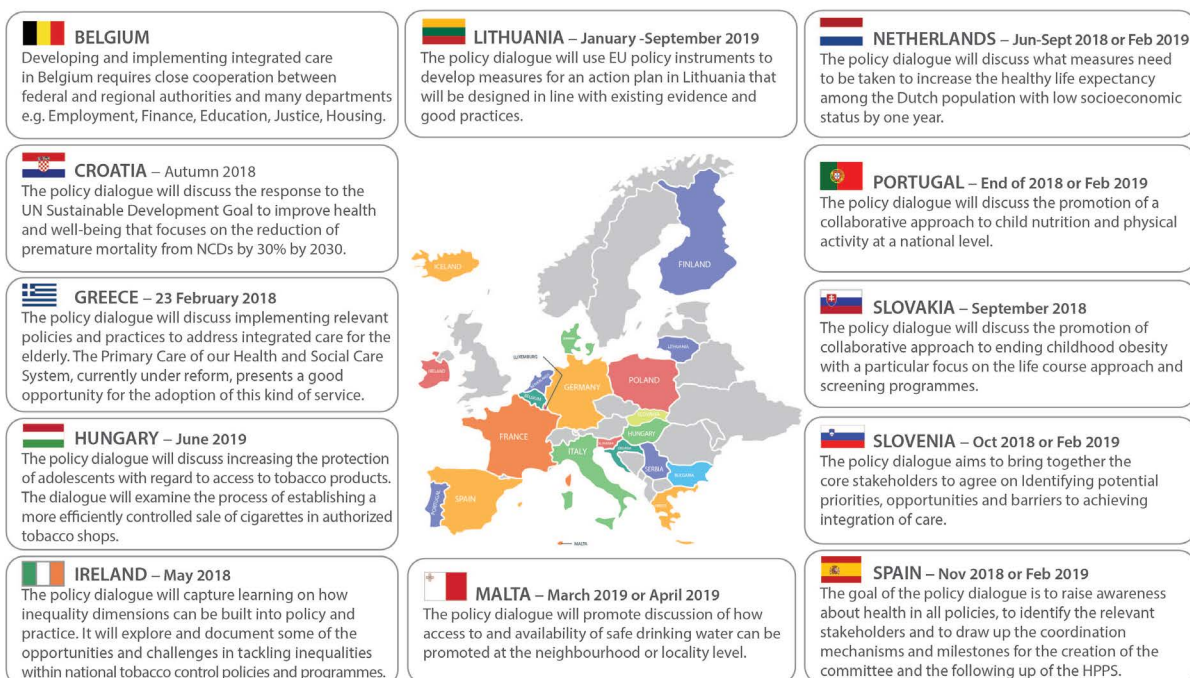 BELGIUM
Developing and implementing integrated care
in Belgium requires close cooperation between
federal and regional authorities and many departments
e.g. Employment, Finance, Education, Justice, Housing.
CROATIA – Autumn 2018
The policy dialogue will discuss the response to the
UN Sustainable Development Goal to improve health
and well-being that focuses on the reduction of
premature mortality from NCDs by 30% by 2030.
GREECE – 23 February 2018
The policy dialogue will discuss implementing relevant
policies and practices to address integrated care for the
elderly. The Primary Care of our Health and Social Care
System, currently under reform, presents a good
opportunity for the adoption of this kind of service.
HUNGARY – June 2019
The policy dialogue will discuss increasing the protection
of adolescents with regard to access to tobacco products.
The dialogue will examine the process of establishing a
more efficiently controlled sale of cigarettes in authorized
tobacco shops.
IRELAND – May 2018
The policy dialogue will capture learning on how
inequality dimensions can be built into policy and
practice. It will explore and document some of the
opportunities and challenges in tackling inequalities
within national tobacco control policies and programmes.
LITHUANIA – January -September 2019
The policy dialogue will use EU policy instruments to
develop measures for an action plan in Lithuania that
will be designed in line with existing evidence and
good practices.
ICELAND
FINLAND
LITHUANIA
IRELAND
LUXEMBURG
BELGIUM
GERMANY
POLAND
FRANCE
HUNGARY
ITALY
SERBIA
BULGARIA
PORTUGAL
SPAIN
MALTA
MALTA – March 2019 or April 2019
The policy dialogue will promote discussion of how
access to and availability of safe drinking water can be
promoted at the neighbourhood or locality level.
NETHERLANDS – Jun-Sept 2018 or Feb 2019
The policy dialogue will discuss what measures need
to be taken to increase the healthy life expectancy
among the Dutch population with low socioeconomic
status by one year.
PORTUGAL – End of 2018 or Feb 2019
The policy dialogue will discuss the promotion of a
collaborative approach to child nutrition and physical
activity at a national level.
SLOVAKIA – September 2018
The policy dialogue will discuss the promotion of
collaborative approach to ending childhood obesity
with a particular focus on the life course approach and
screening programmes.
SLOVENIA – Oct 2018 or Feb 2019
The policy dialogue aims to bring together the
core stakeholders to agree on Identifying potential
priorities, opportunities and barriers to achieving
integration of care.
SPAIN – Nov 2018 or Feb 2019
The goal of the policy dialogue is to raise awareness
about health in all policies, to identify the relevant
stakeholders and to draw up the coordination
mechanisms and milestones for the creation of the
committee and the following up of the HPPS.